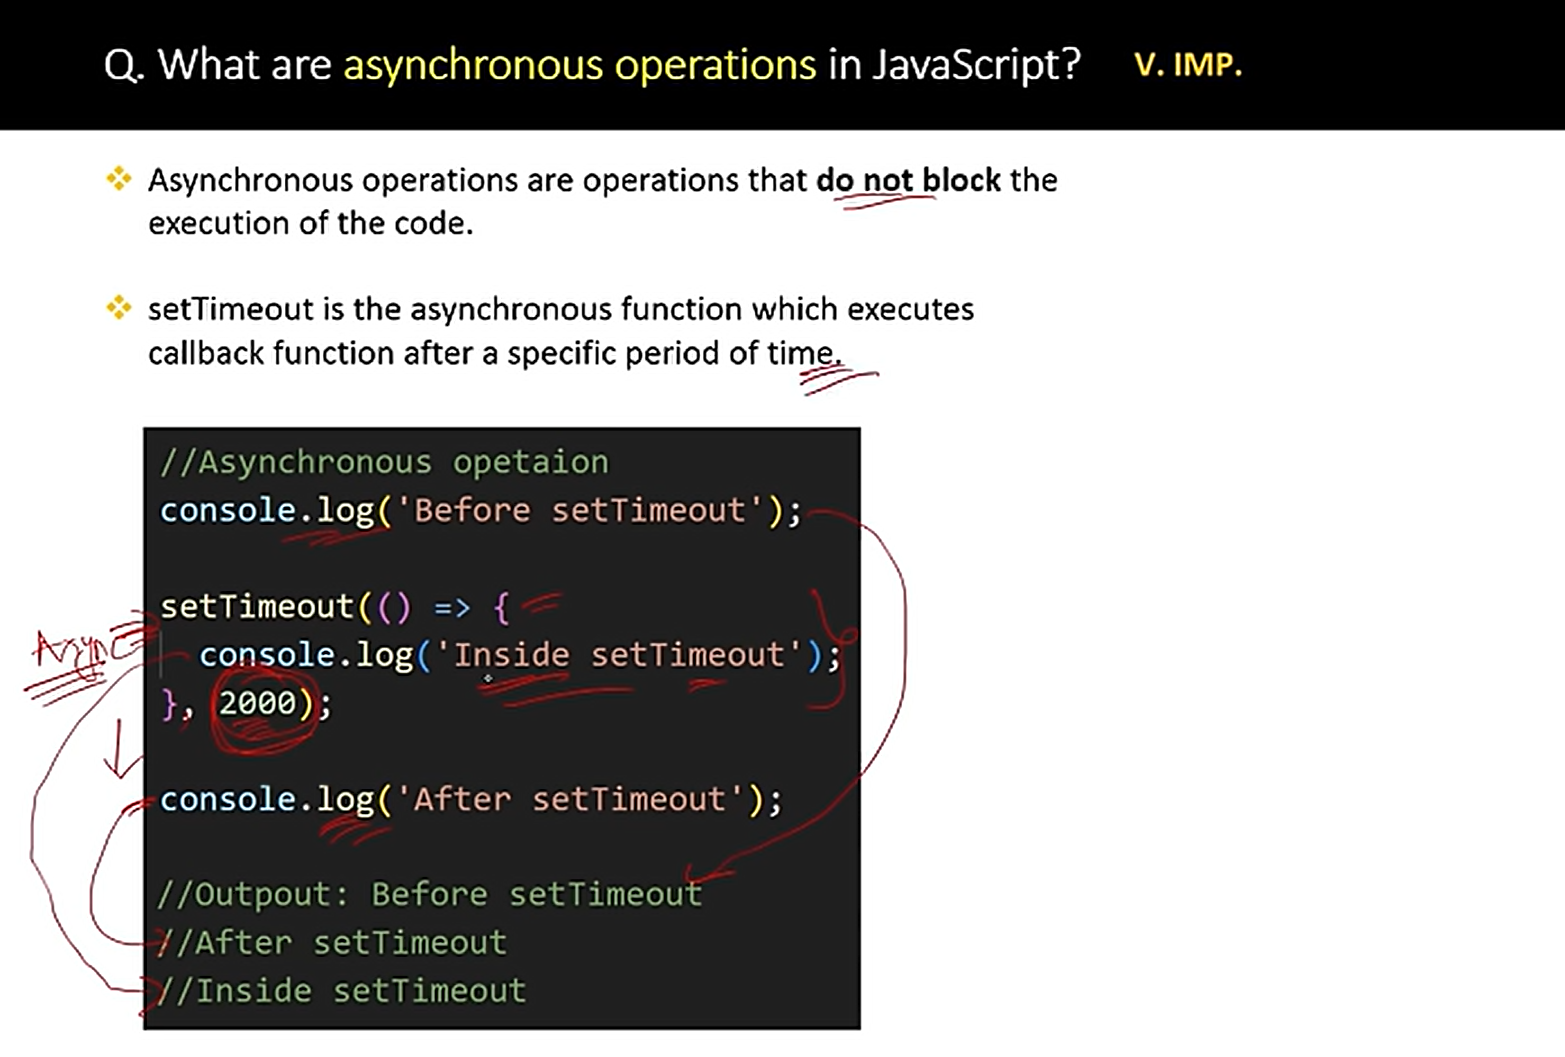 Q. What are asynchronous operations in JavaScript? V. IMP.
Asynchronous operations are operations that do not block the
execution of the code.
setTimeout is the asynchronous function which executes
callback function after a specific period of time.
//Asynchronous opetaion
console.log('Before setTimeout');
setTimeout(() => {
Async
console.log('Inside setTimeout');
}, 2000);
console.log('After setTimeout');
//Outpout: Before setTimeout
//After setTimeout
//Inside setTimeout